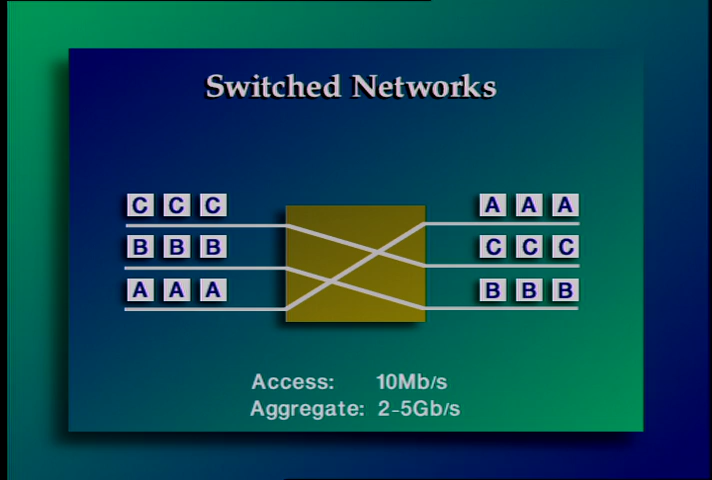 Switched Networks
C C C A A A
B B B C C C
A A A B B B
Access: 10Mb/s
Aggregate: 2-5Gb/s